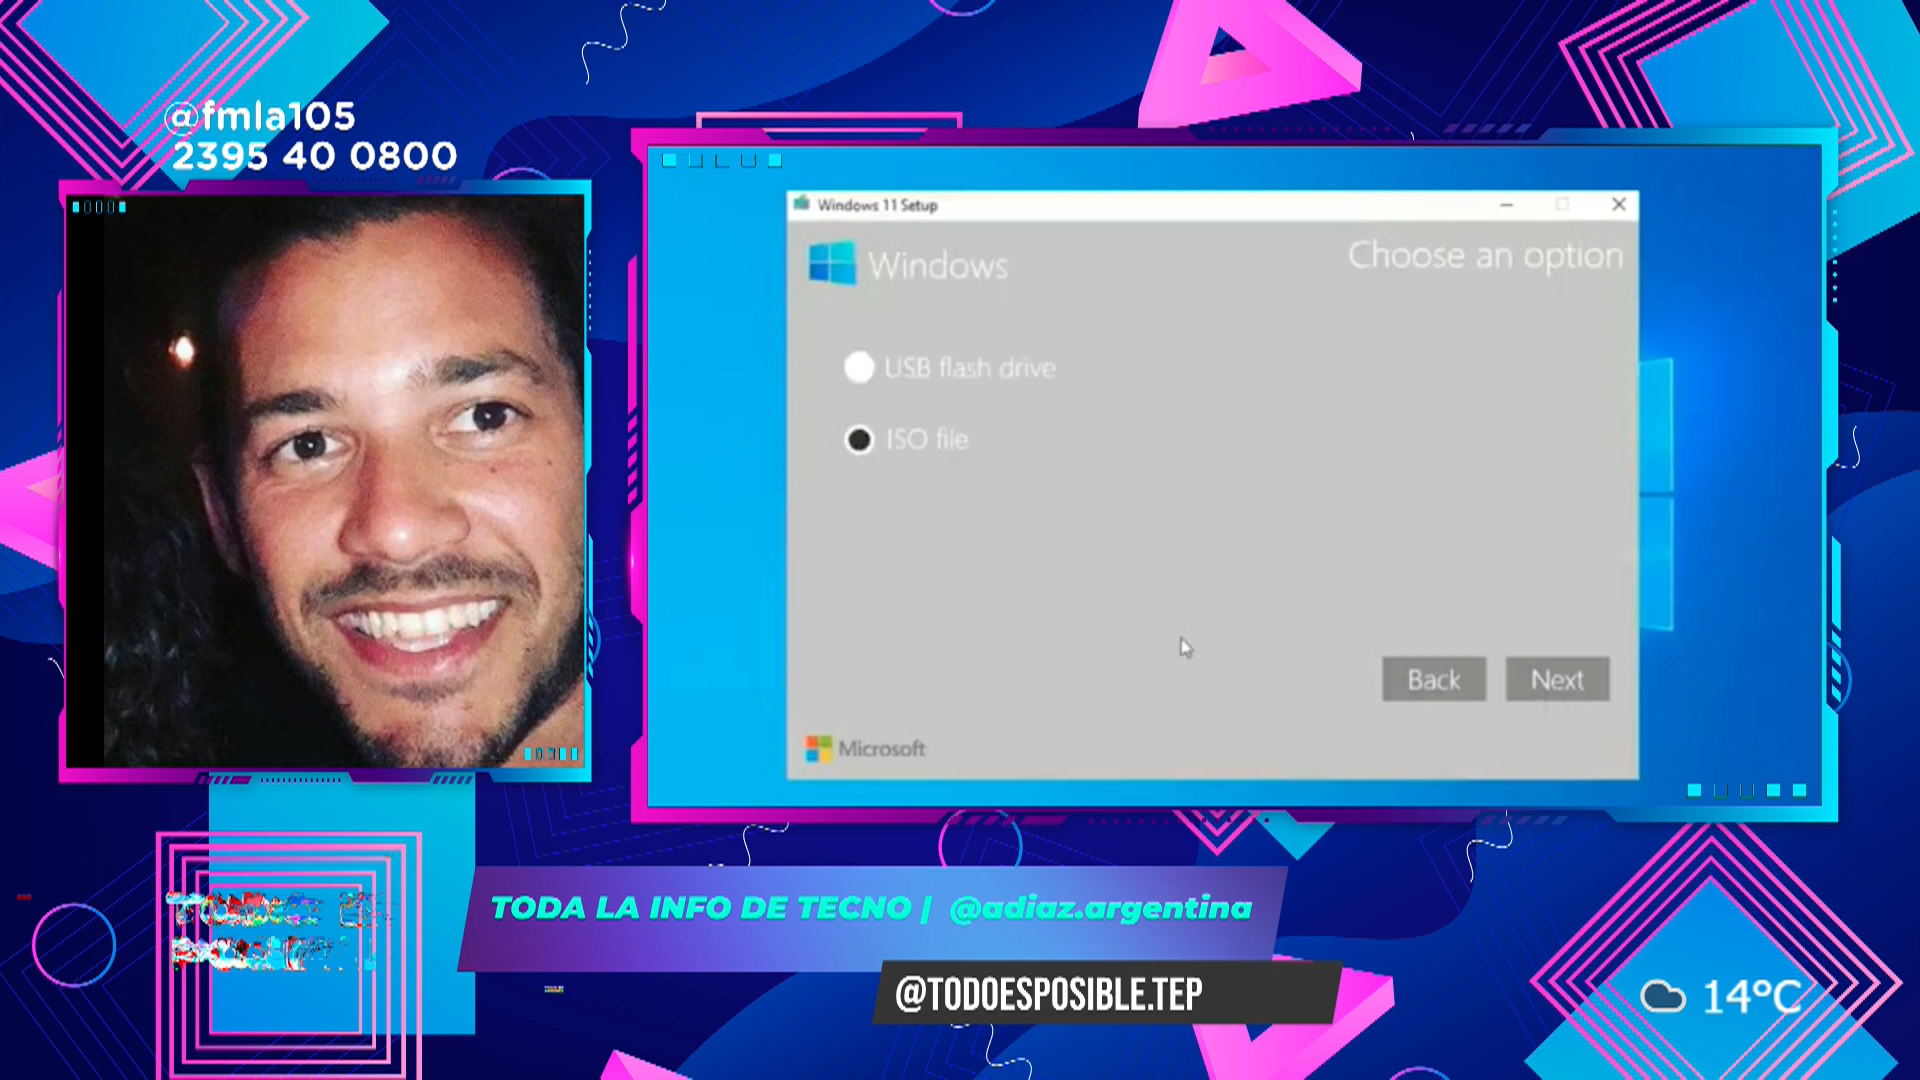 @fmla105
2395 40 0800
Windows 11 Setup
Windows
Choose an option
USB flash drive
ISO file
Back
Next
Microsoft
TODA LA INFO DE TECNO | @adiaz.argentina
@TODOESPOSIBLE.TEP
14°C